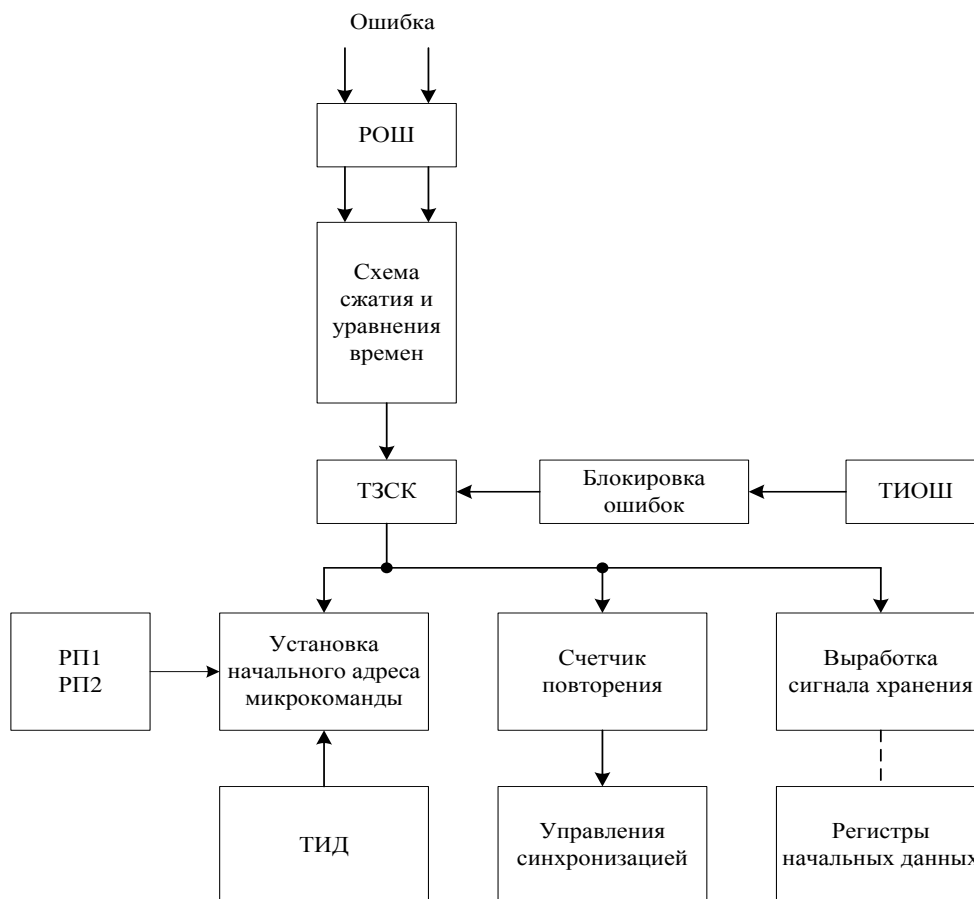 Ошибка
РОШ
Схема
сжатия и
уравнения
времен
ТЗСК
Блокировка
ошибок
ТИОШ
РП1
РП2
Установка
начального адреса
микрокоманды
Счетчик
повторения
Выработка
сигнала хранения
ТИД
Управления
синхронизацией
Регистры
начальных данных